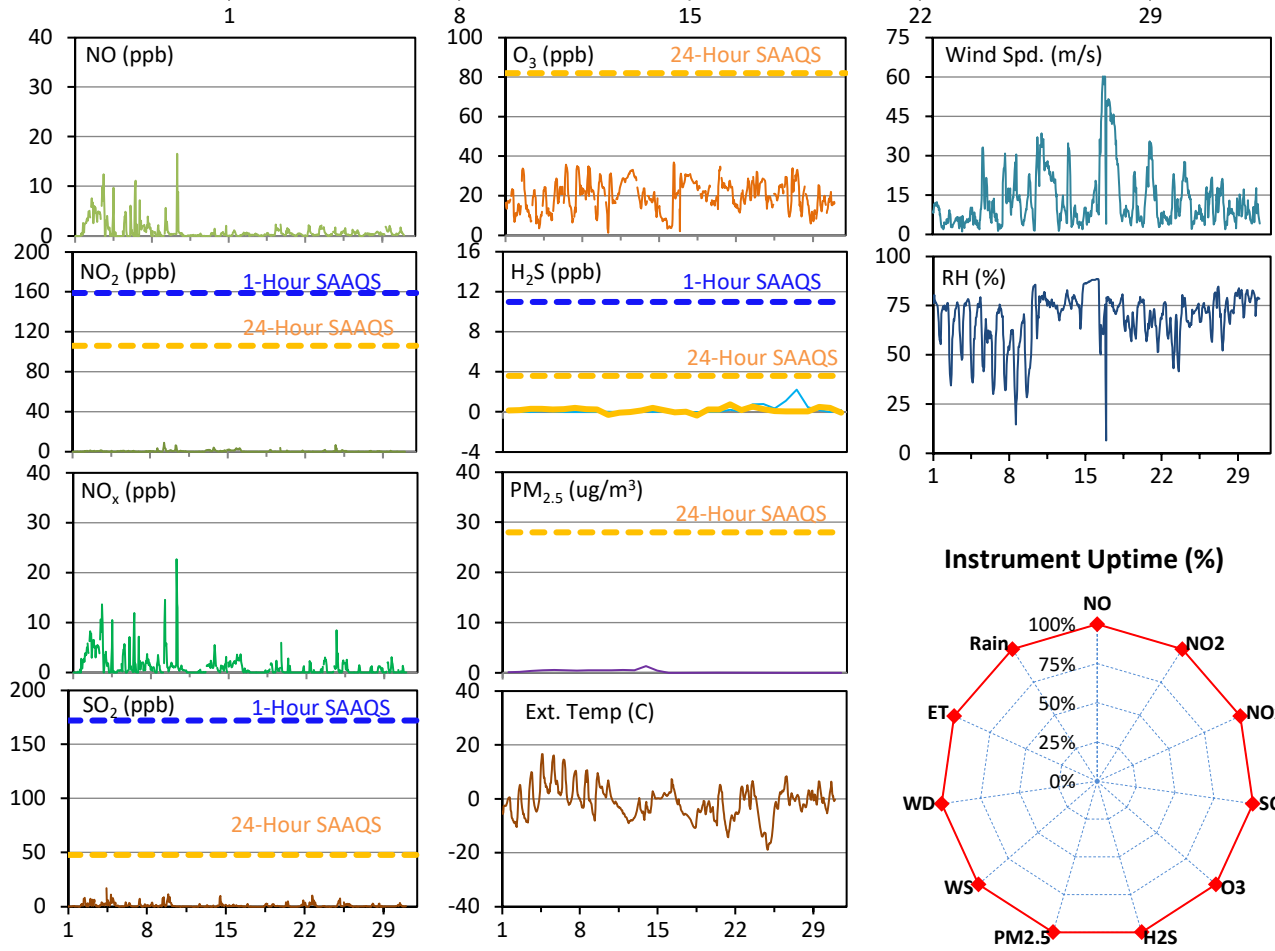 1 8 15 22 29
NO (ppb)
40
30
20
10
0
O3 (ppb)
24-Hour SAAQS
100
80
60
40
20
0
Wind Spd. (m/s)
75
60
45
30
15
0
NO2 (ppb)
1-Hour SAAQS
24-Hour SAAQS
200
160
120
80
40
0
H2S (ppb)
1-Hour SAAQS
24-Hour SAAQS
16
12
8
4
0
-4
RH (%)
100
75
50
25
0
1 8 15 22 29
NOx (ppb)
40
30
20
10
0
PM2.5 (ug/m3)
24-Hour SAAQS
40
30
20
10
0
SO2 (ppb)
1-Hour SAAQS
24-Hour SAAQS
200
150
100
50
0
1 8 15 22 29
Ext. Temp (C)
40
20
0
-20
-40
1 8 15 22 29
Instrument Uptime (%)
NO
100%
75%
50%
25%
0%
NO2
NO
SO
O3
H2S
PM2.5
WS
WD
ET
Rain